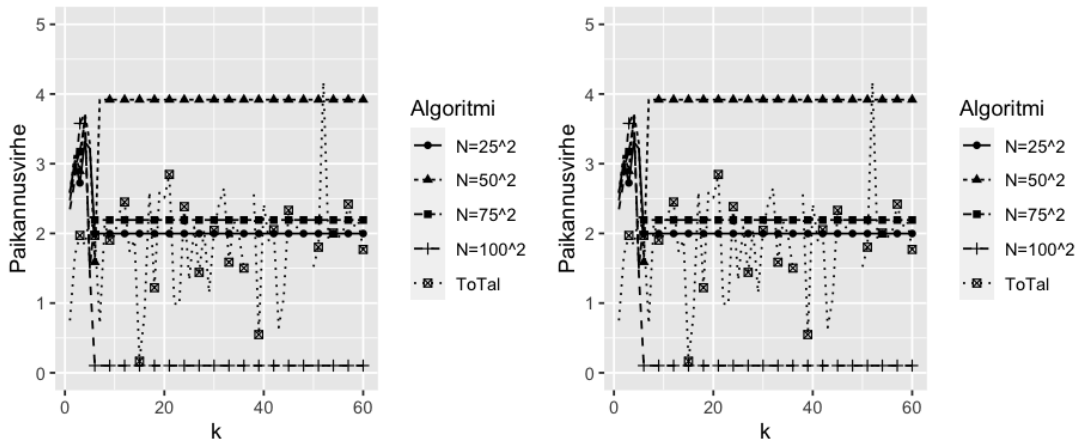 Paikannusvirhe
5
4
3
2
1
0
0
20
40
60
k
Algoritmi
N=25^2
N=50^2
N=75^2
N=100^2
ToTal
Paikannusvirhe
5
4
3
2
1
0
0
20
40
60
k
Algoritmi
N=25^2
N=50^2
N=75^2
N=100^2
ToTal